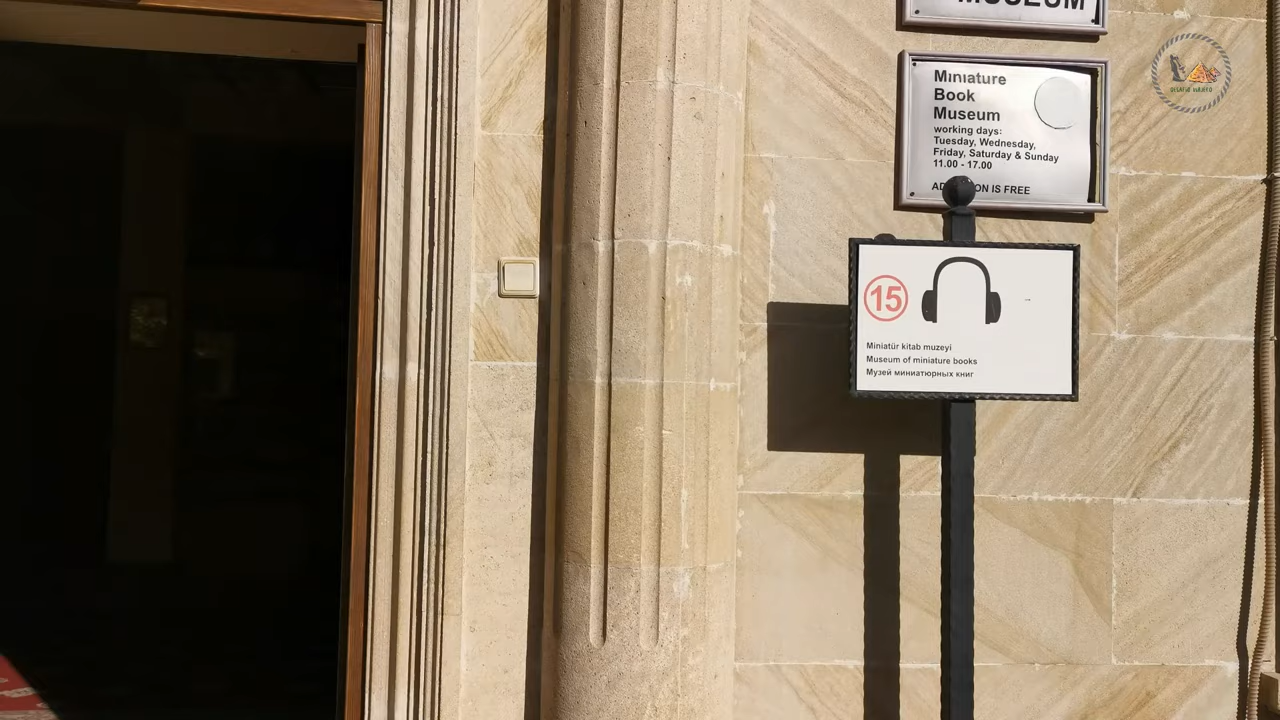 MUSEUM
Miniature
Book
Museum
working days:
Tuesday, Wednesday,
Friday, Saturday & Sunday
11.00 - 17.00
IS FREE
15
Miniatür kitab muzeyi
Museum of miniature books
Музей миниатюрных книг